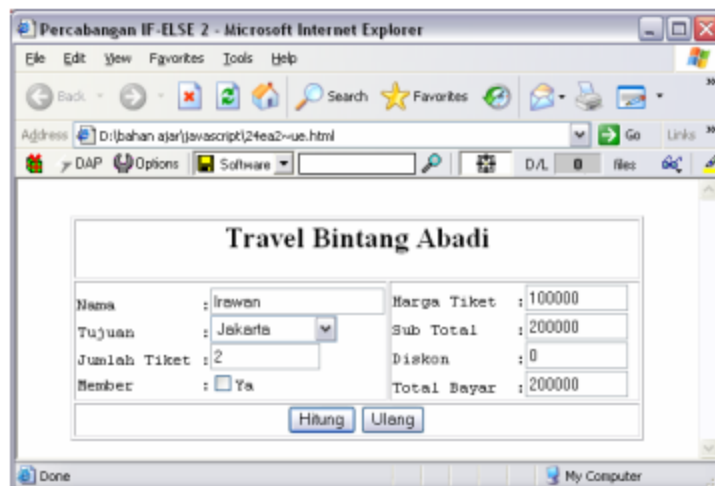 Percabangan IF-ELSE 2 - Microsoft Internet Explorer
File Edit View Favorites Tools Help
Back Search Favorites
Address D:\bahan ajar\javascript\24ea2~ue.html Go Links
DAP Options Software D/L 0 files
Travel Bintang Abadi
Nama : Irawan
Tujuan : Jakarta
Jumlah Tiket : 2
Member : Ya
Harga Tiket : 100000
Sub Total : 200000
Diskon : 0
Total Bayar : 200000
Hitung Ulang
Done My Computer